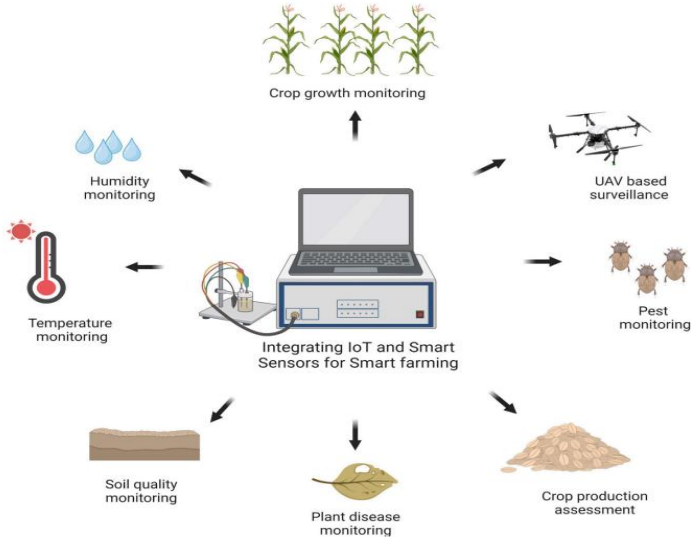 Crop growth monitoring
Humidity
monitoring
UAV based
surveillance
Temperature
monitoring
Integrating IoT and Smart
Sensors for Smart farming
Pest
monitoring
Soil quality
monitoring
Plant disease
monitoring
Crop production
assessment